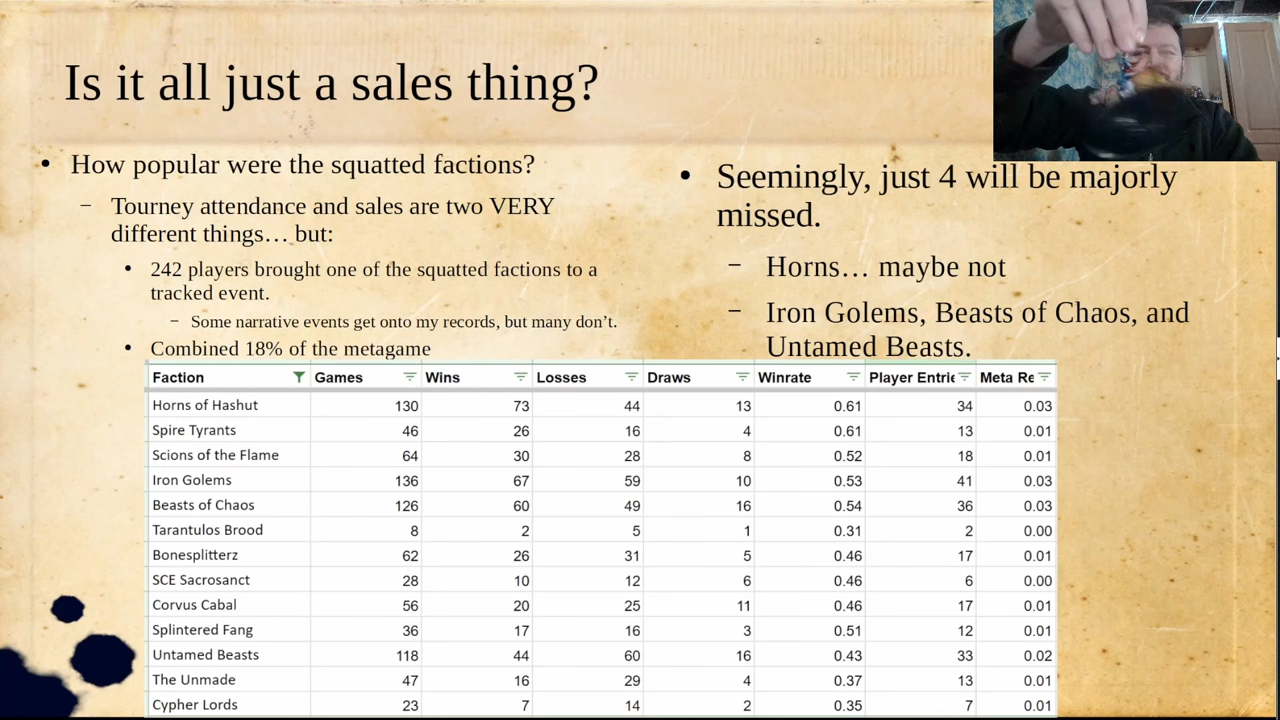 Is it all just a sales thing?
• How popular were the squatted factions?
– Tourney attendance and sales are two VERY
different things… but:
• 242 players brought one of the squatted factions to a
tracked event.
– Some narrative events get onto my records, but many don't.
• Combined 18% of the metagame
• Seemingly, just 4 will be majorly
missed.
– Horns… maybe not
– Iron Golems, Beasts of Chaos, and
Untamed Beasts.
Faction Games Wins Losses Draws Winrate Player Entrie Meta Re
Horns of Hashut 130 73 44 13 0.61 34 0.03
Spire Tyrants 46 26 16 4 0.61 13 0.01
Scions of the Flame 64 30 28 8 0.52 18 0.01
Iron Golems 136 67 59 10 0.53 41 0.03
Beasts of Chaos 126 60 49 16 0.54 36 0.03
Tarantulos Brood 8 2 5 1 0.31 2 0.00
Bonesplitterz 62 26 31 5 0.46 17 0.01
SCE Sacrosanct 28 10 12 6 0.46 6 0.00
Corvus Cabal 56 20 25 11 0.46 17 0.01
Splintered Fang 36 17 16 3 0.51 12 0.01
Untamed Beasts 118 44 60 16 0.43 33 0.02
The Unmade 47 16 29 4 0.37 13 0.01
Cypher Lords 23 7 14 2 0.35 7 0.01